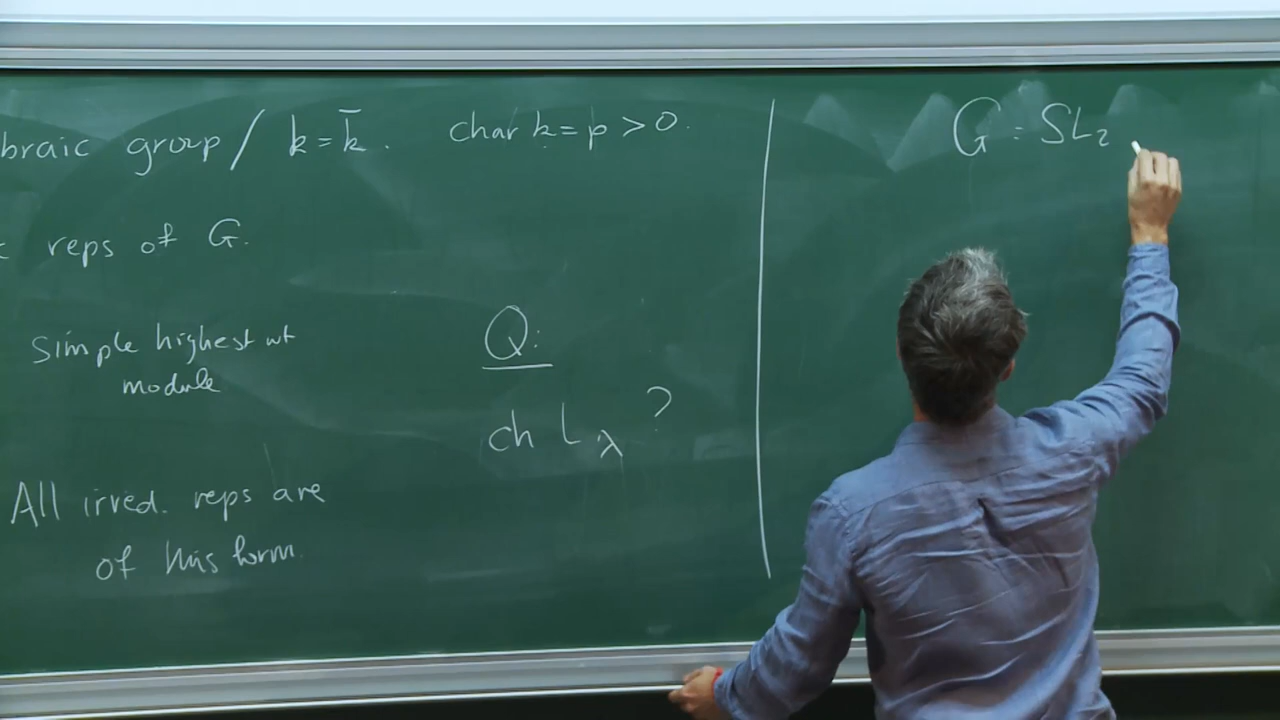 braic group / k = k̄. char k = p > 0.
c reps of G.
Simple highest wt
module
All irred. reps are
of this form.
Q:
ch L_λ ?
G = SL₂